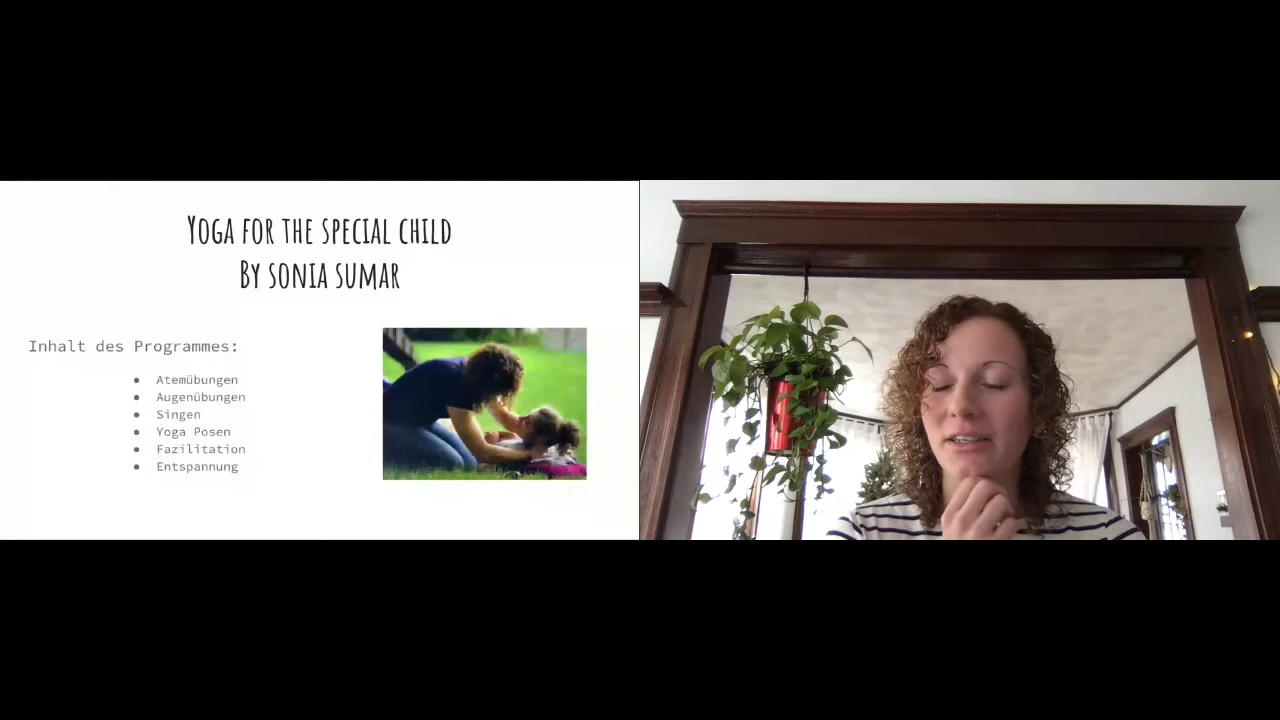 Yoga for the special child
By sonia sumar
Inhalt des Programmes:
● Atemübungen
● Augenübungen
● Singen
● Yoga Posen
● Fazilitation
● Entspannung